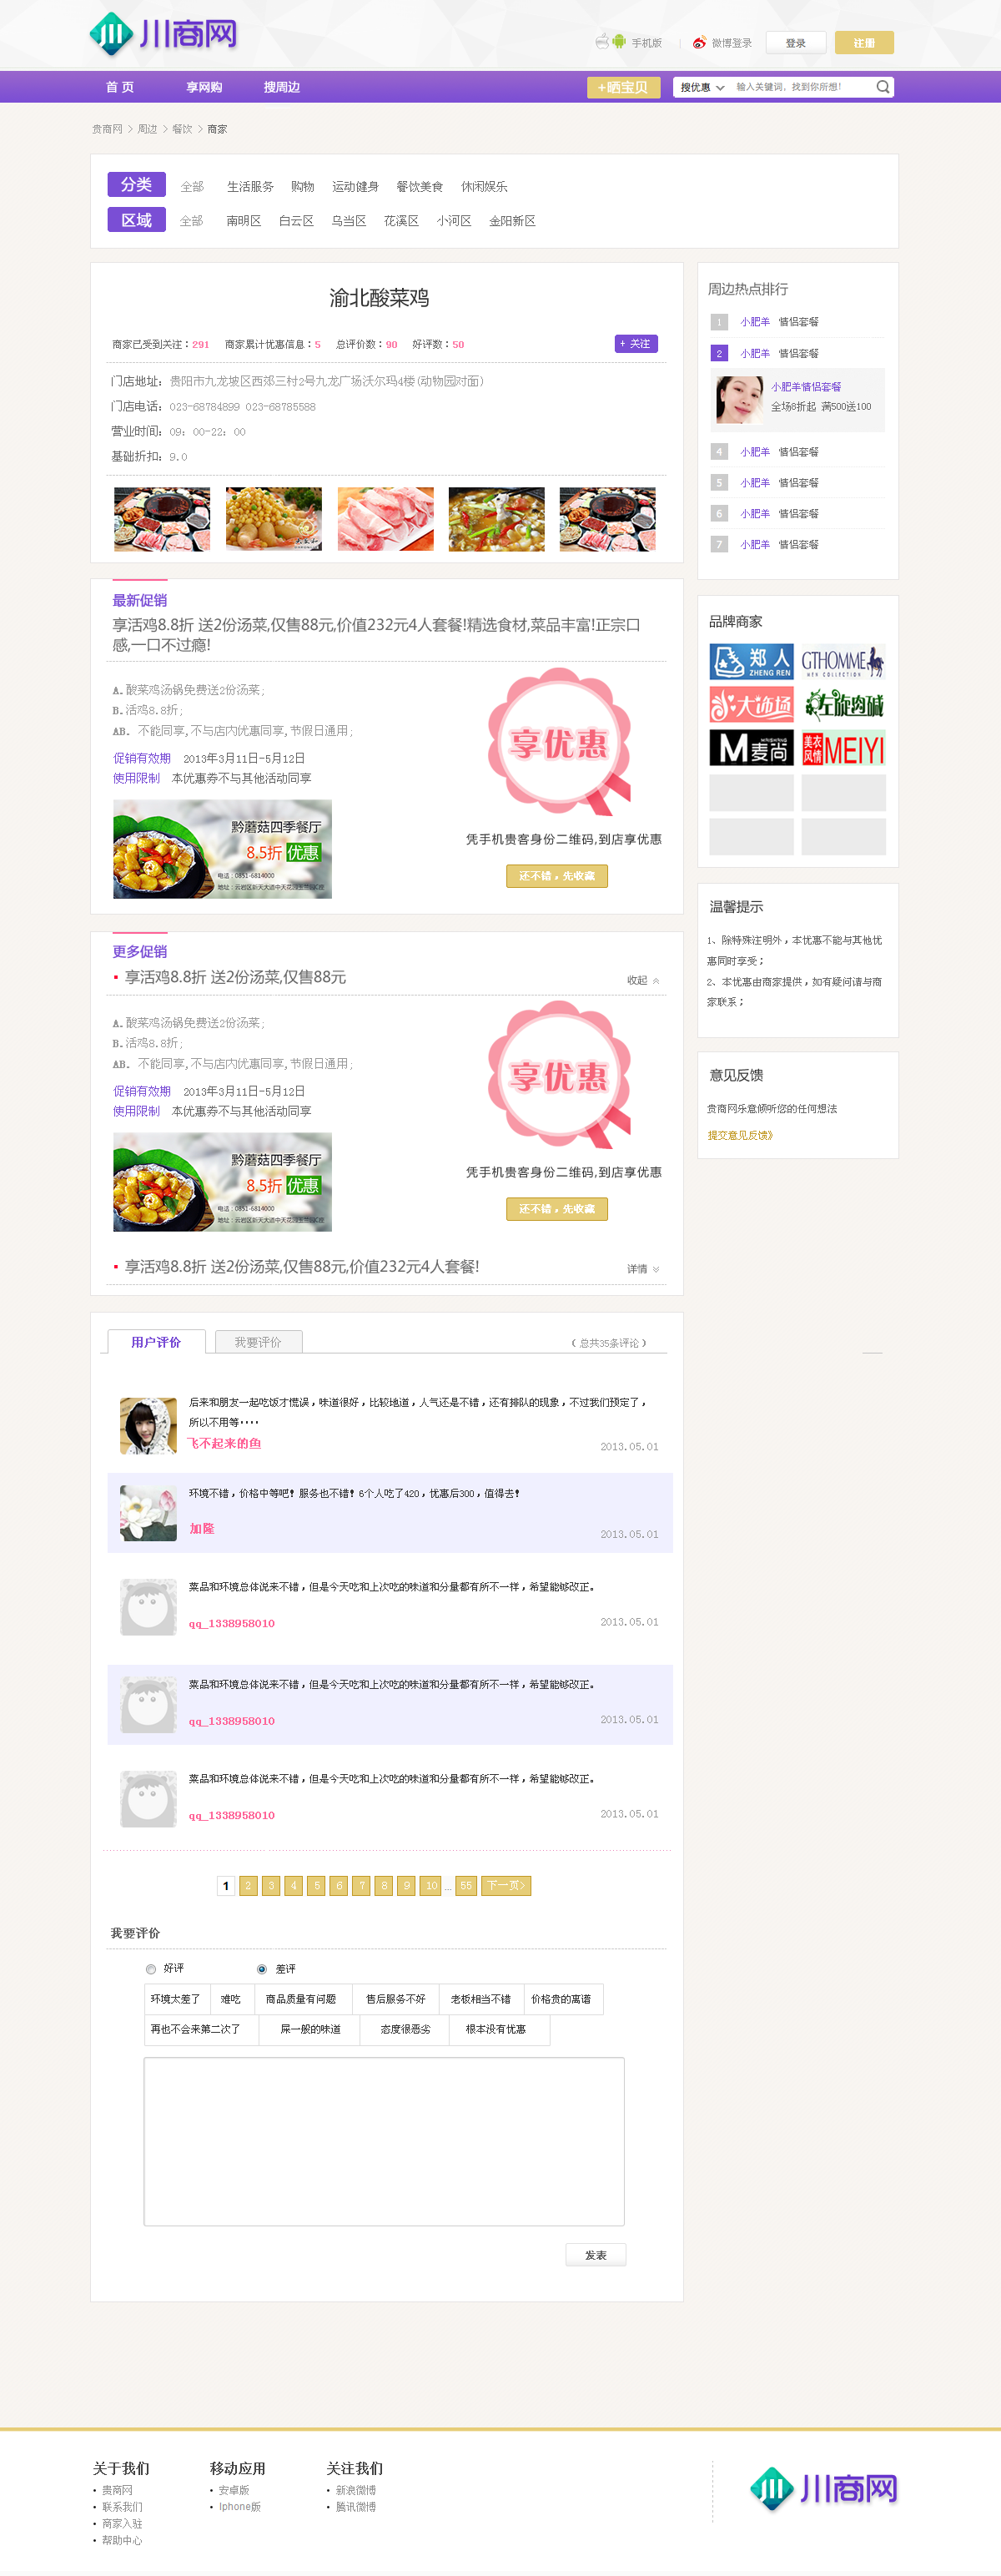 川商网
手机版 | 微博登录 登录 注册
首 页 享网购 搜周边 +晒宝贝 搜优惠 输入关键词，找到你所想！
贵商网 > 周边 > 餐饮 > 商家
分类 全部 生活服务 购物 运动健身 餐饮美食 休闲娱乐
区域 全部 南明区 白云区 乌当区 花溪区 小河区 金阳新区
渝北酸菜鸡
商家已受到关注：291 商家累计优惠信息：5 总评价数：90 好评数：50 + 关注
门店地址：贵阳市九龙坡区西郊三村2号九龙广场沃尔玛4楼(动物园对面)
门店电话：023-68784899 023-68785588
营业时间：09：00-22：00
基础折扣：9.0
最新促销
享活鸡8.8折 送2份汤菜,仅售88元,价值232元4人套餐!精选食材,菜品丰富!正宗口
感,一口不过瘾!
A.酸菜鸡汤锅免费送2份汤菜;
B.活鸡8.8折;
AB. 不能同享,不与店内优惠同享,节假日通用;
促销有效期 2013年3月11日-5月12日
使用限制 本优惠券不与其他活动同享
黔蘑菇四季餐厅
8.5折 优惠
电话：0851-6814000
享优惠
凭手机贵客身份二维码,到店享优惠
还不错，先收藏
更多促销
享活鸡8.8折 送2份汤菜,仅售88元
收起
A.酸菜鸡汤锅免费送2份汤菜;
B.活鸡8.8折;
AB. 不能同享,不与店内优惠同享,节假日通用;
促销有效期 2013年3月11日-5月12日
使用限制 本优惠券不与其他活动同享
黔蘑菇四季餐厅
8.5折 优惠
电话：0851-6814000
享优惠
凭手机贵客身份二维码,到店享优惠
还不错，先收藏
享活鸡8.8折 送2份汤菜,仅售88元,价值232元4人套餐!
详情
用户评价 我要评价 （总共35条评论）
后来和朋友一起吃饭才慌误，味道很好，比较地道，人气还是不错，还有排队的现象，不过我们预定了，
所以不用等····
飞不起来的鱼 2013.05.01
环境不错，价格中等吧！服务也不错！6个人吃了420，优惠后300，值得去！
加隆 2013.05.01
菜品和环境总体说来不错，但是今天吃和上次吃的味道和分量都有所不一样，希望能够改正。
qq_1338958010 2013.05.01
菜品和环境总体说来不错，但是今天吃和上次吃的味道和分量都有所不一样，希望能够改正。
qq_1338958010 2013.05.01
菜品和环境总体说来不错，但是今天吃和上次吃的味道和分量都有所不一样，希望能够改正。
qq_1338958010 2013.05.01
1 2 3 4 5 6 7 8 9 10 ... 55 下一页>
我要评价
好评 差评
环境太差了 难吃 商品质量有问题 售后服务不好 老板相当不错 价格贵的离谱
再也不会来第二次了 屎一般的味道 态度很恶劣 根本没有优惠
发表
周边热点排行
1 小肥羊 情侣套餐
2 小肥羊 情侣套餐
小肥羊情侣套餐
全场8折起 满500送100
4 小肥羊 情侣套餐
5 小肥羊 情侣套餐
6 小肥羊 情侣套餐
7 小肥羊 情侣套餐
品牌商家
郑人
ZHENG REN
GTHOMME
MEN COLLECTION
大饰场
左旋肉碱
M麦尚
美衣风情 MEIYI
温馨提示
1、除特殊注明外，本优惠不能与其他优
惠同时享受；
2、本优惠由商家提供，如有疑问请与商
家联系；
意见反馈
贵商网乐意倾听您的任何想法
提交意见反馈》
关于我们 移动应用 关注我们
贵商网 安卓版 新浪微博
联系我们 Iphone版 腾讯微博
商家入驻
帮助中心
川商网